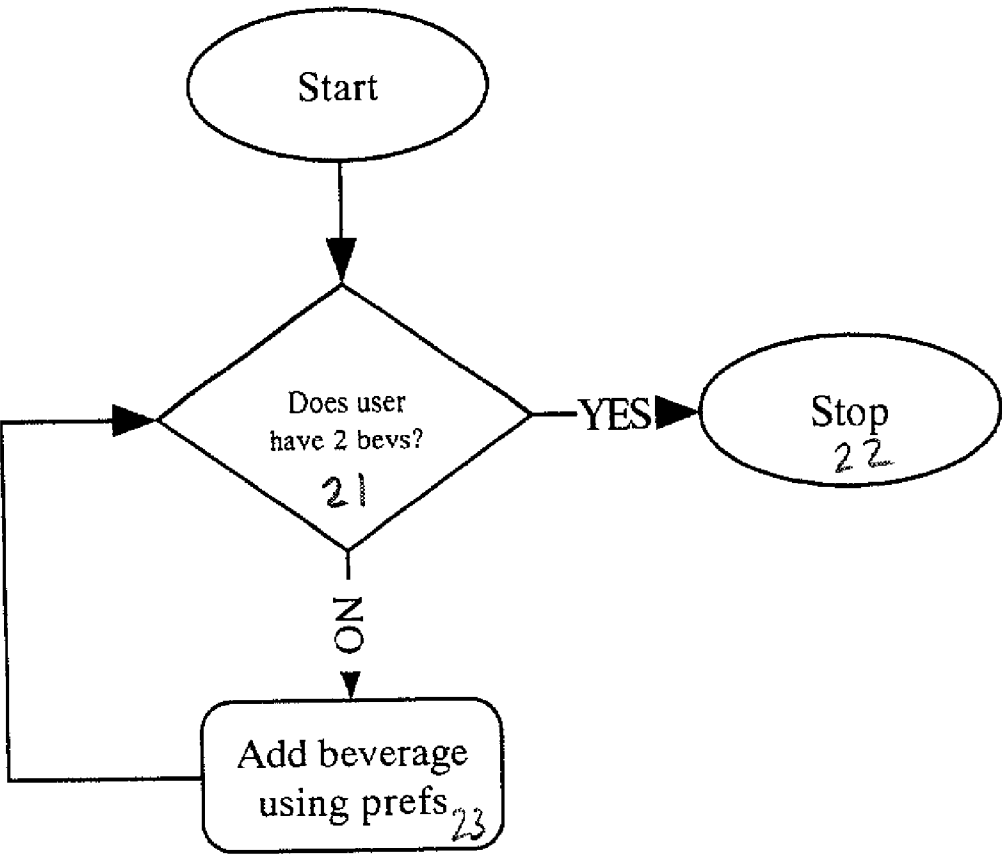 Start
Does user
have 2 bevs?
21
YES
Stop
22
NO
Add beverage
using prefs
23